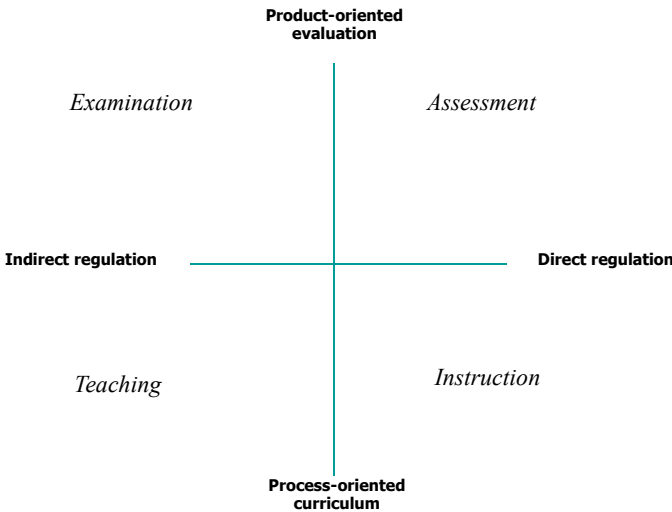 Product-oriented
evaluation
Examination
Assessment
Indirect regulation
Direct regulation
Teaching
Instruction
Process-oriented
curriculum